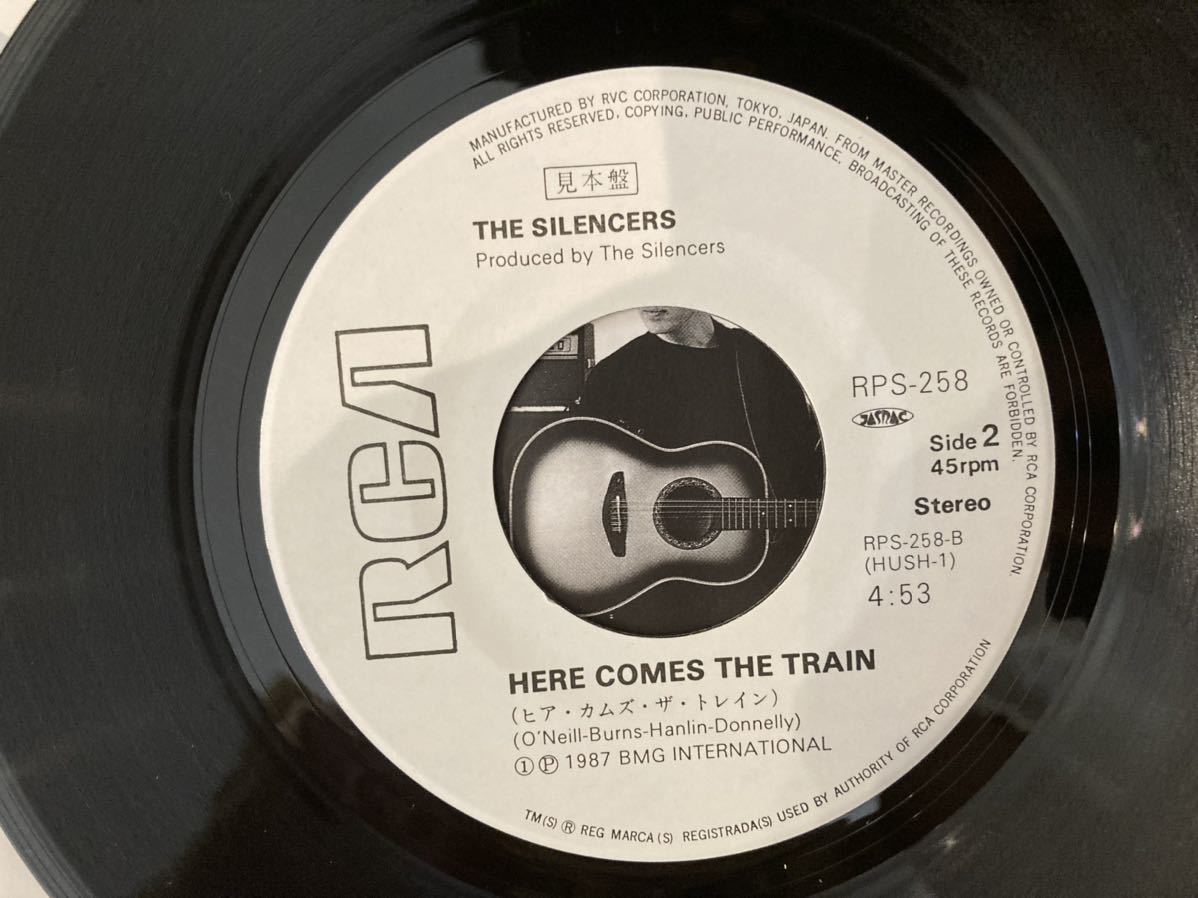 MANUFACTURED BY RVC CORPORATION, TOKYO, JAPAN. FROM MASTER RECORDINGS OWNED OR CONTROLLED BY RCA CORPORATION.
ALL RIGHTS RESERVED, COPYING, PUBLIC PERFORMANCE, BROADCASTING OF THESE RECORDS ARE FORBIDDEN.
見本盤
THE SILENCERS
Produced by The Silencers
RCA
RPS-258
JASRAC
Side 2
45rpm
Stereo
RPS-258-B
(HUSH-1)
4:53
HERE COMES THE TRAIN
(ヒア・カムズ・ザ・トレイン)
(O'Neill-Burns-Hanlin-Donnelly)
①Ⓟ 1987 BMG INTERNATIONAL
TM(S) ® REG MARCA(S) REGISTRADA(S) USED BY AUTHORITY OF RCA CORPORATION